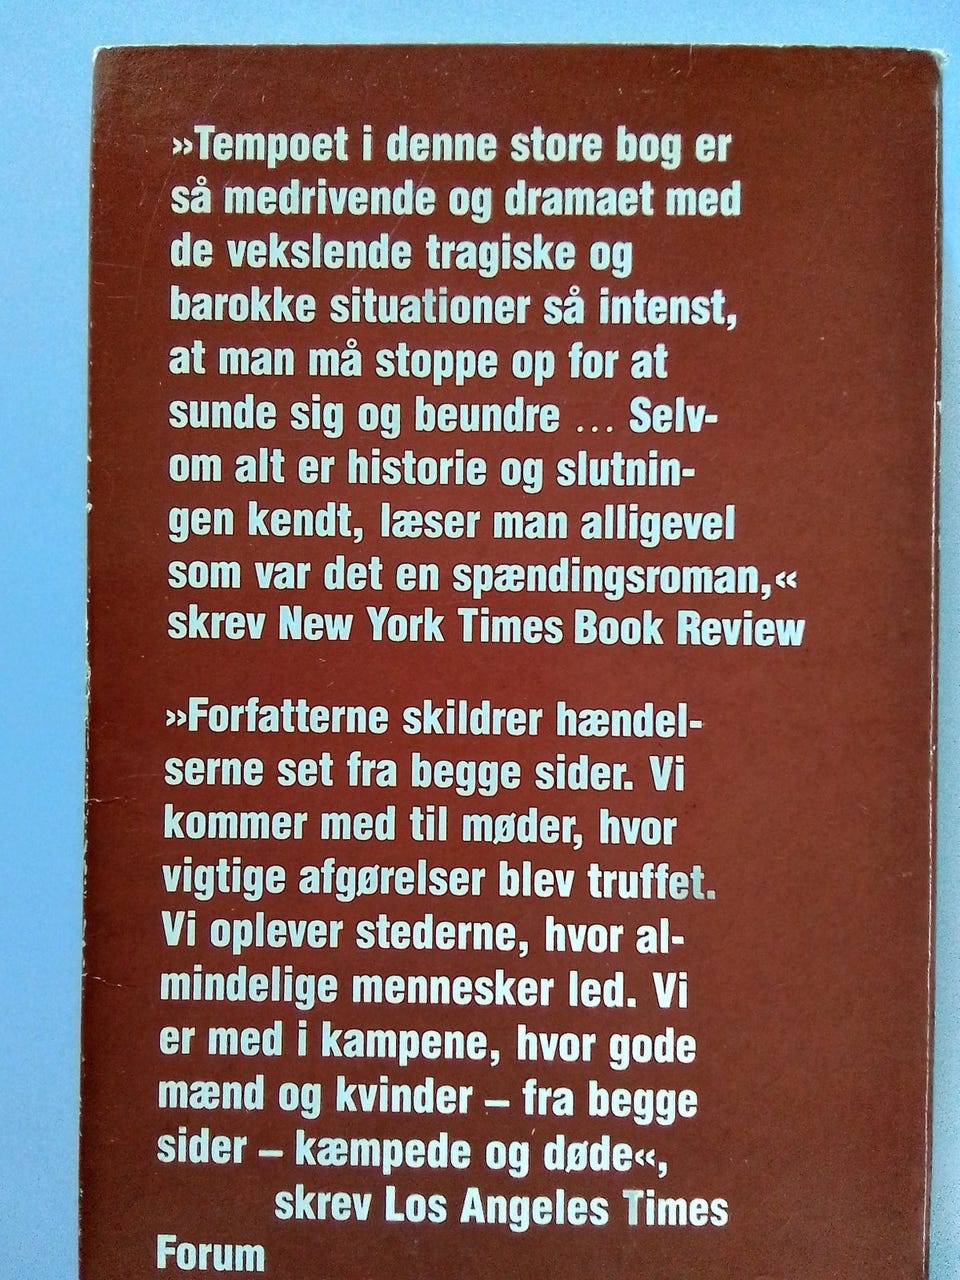 »Tempoet i denne store bog er
så medrivende og dramaet med
de vekslende tragiske og
barokke situationer så intenst,
at man må stoppe op for at
sunde sig og beundre ... Selv-
om alt er historie og slutnin-
gen kendt, læser man alligevel
som var det en spændingsroman,«
skrev New York Times Book Review
»Forfatterne skildrer hændel-
serne set fra begge sider. Vi
kommer med til møder, hvor
vigtige afgørelser blev truffet.
Vi oplever stederne, hvor al-
mindelige mennesker led. Vi
er med i kampene, hvor gode
mænd og kvinder – fra begge
sider – kæmpede og døde«,
skrev Los Angeles Times
Forum